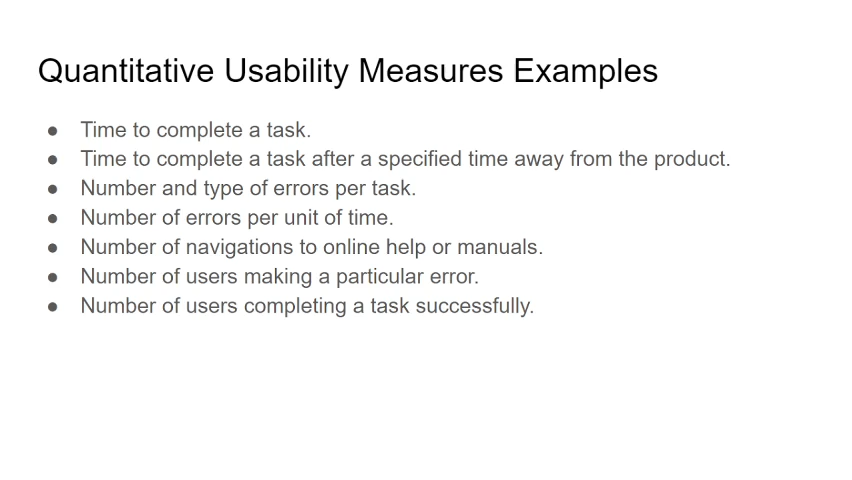 Quantitative Usability Measures Examples
● Time to complete a task.
● Time to complete a task after a specified time away from the product.
● Number and type of errors per task.
● Number of errors per unit of time.
● Number of navigations to online help or manuals.
● Number of users making a particular error.
● Number of users completing a task successfully.